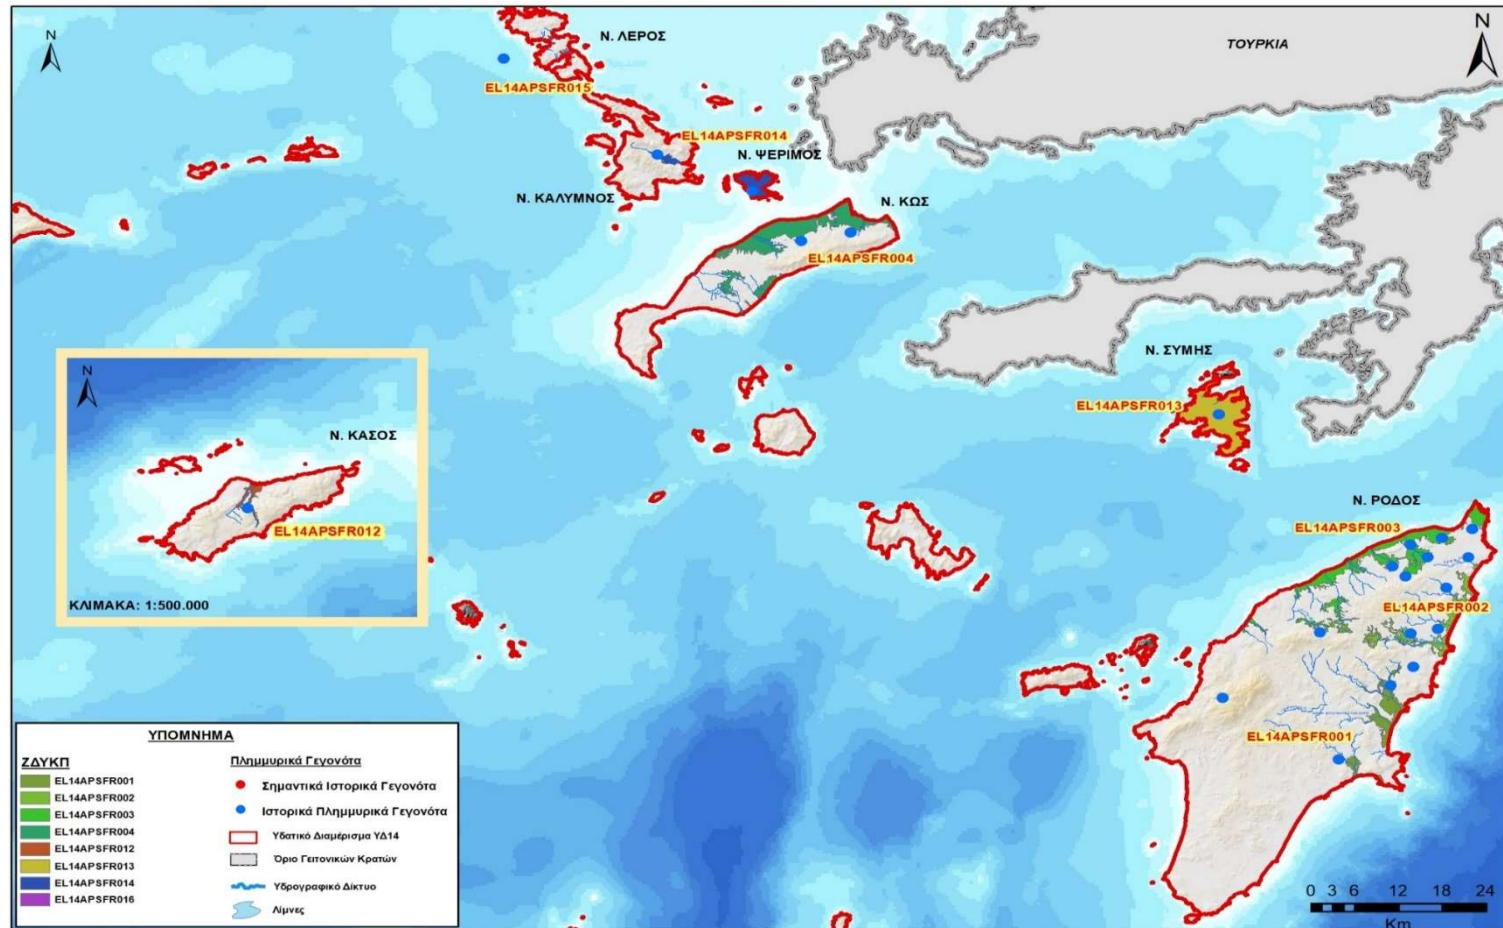 N
Ν. ΛΕΡΟΣ
ΤΟΥΡΚΙΑ
N
EL14APSFR015
EL14APSFR014
Ν. ΨΕΡΙΜΟΣ
Ν. ΚΑΛΥΜΝΟΣ
Ν. ΚΩΣ
EL14APSFR004
Ν. ΣΥΜΗΣ
EL14APSFR013
N
Ν. ΚΑΣΟΣ
EL14APSFR012
ΚΛΙΜΑΚΑ: 1:500.000
Ν. ΡΟΔΟΣ
EL14APSFR003
EL14APSFR002
EL14APSFR001
ΥΠΟΜΝΗΜΑ
ΖΔΥΚΠ
EL14APSFR001
EL14APSFR002
EL14APSFR003
EL14APSFR004
EL14APSFR012
EL14APSFR013
EL14APSFR014
EL14APSFR016
Πλημμυρικά Γεγονότα
Σημαντικά Ιστορικά Γεγονότα
Ιστορικά Πλημμυρικά Γεγονότα
Υδατικό Διαμέρισμα ΥΔ14
Όριο Γειτονικών Κρατών
Υδρογραφικό Δίκτυο
Λίμνες
0 3 6 12 18 24
Km